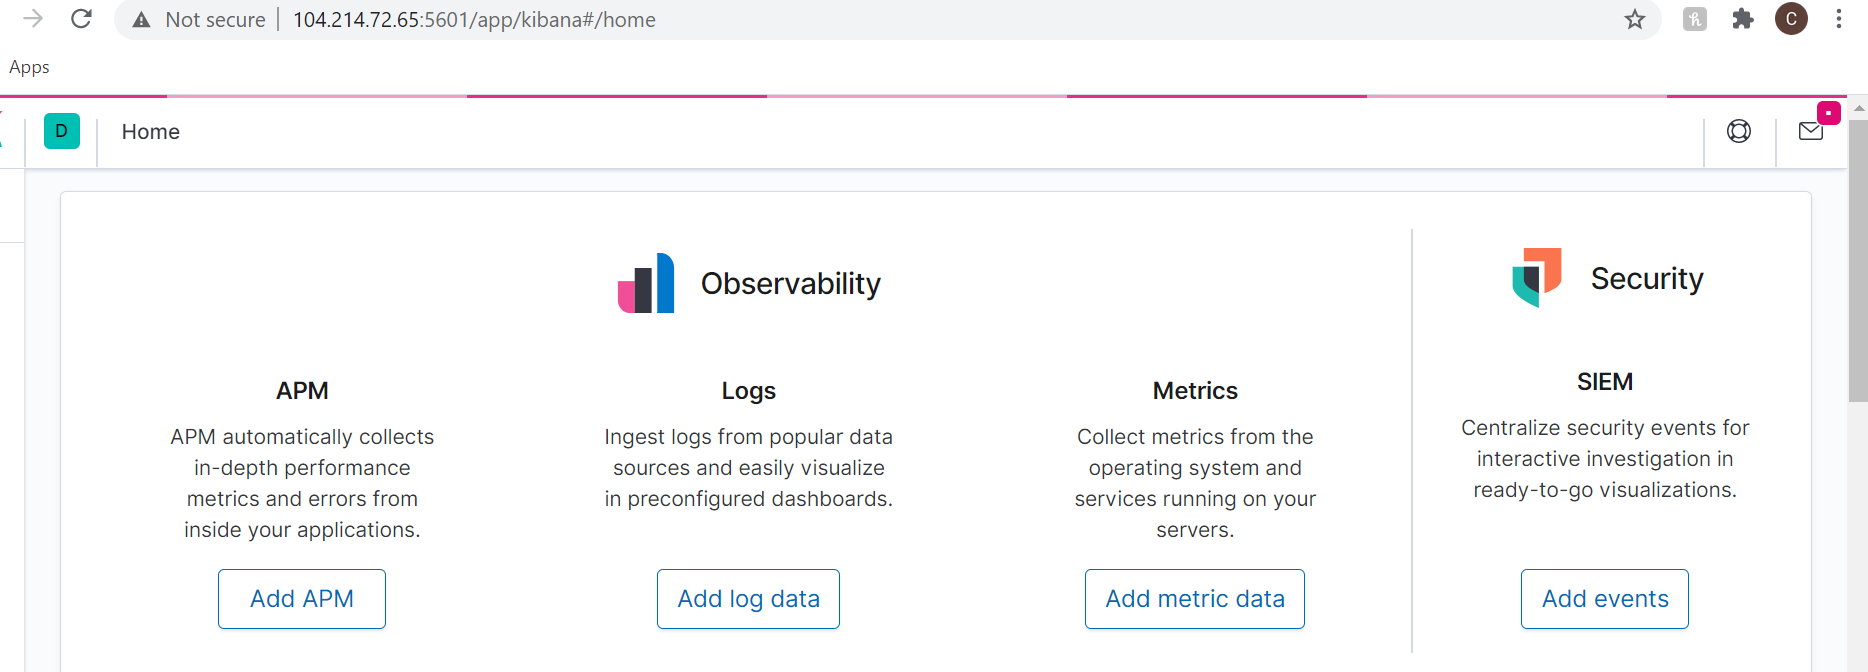 Not secure 104.214.72.65:5601/app/kibana#/home
C
Apps
D Home
Observability
Security
APM
APM automatically collects
in-depth performance
metrics and errors from
inside your applications.
Add APM
Logs
Ingest logs from popular data
sources and easily visualize
in preconfigured dashboards.
Add log data
Metrics
Collect metrics from the
operating system and
services running on your
servers.
Add metric data
SIEM
Centralize security events for
interactive investigation in
ready-to-go visualizations.
Add events